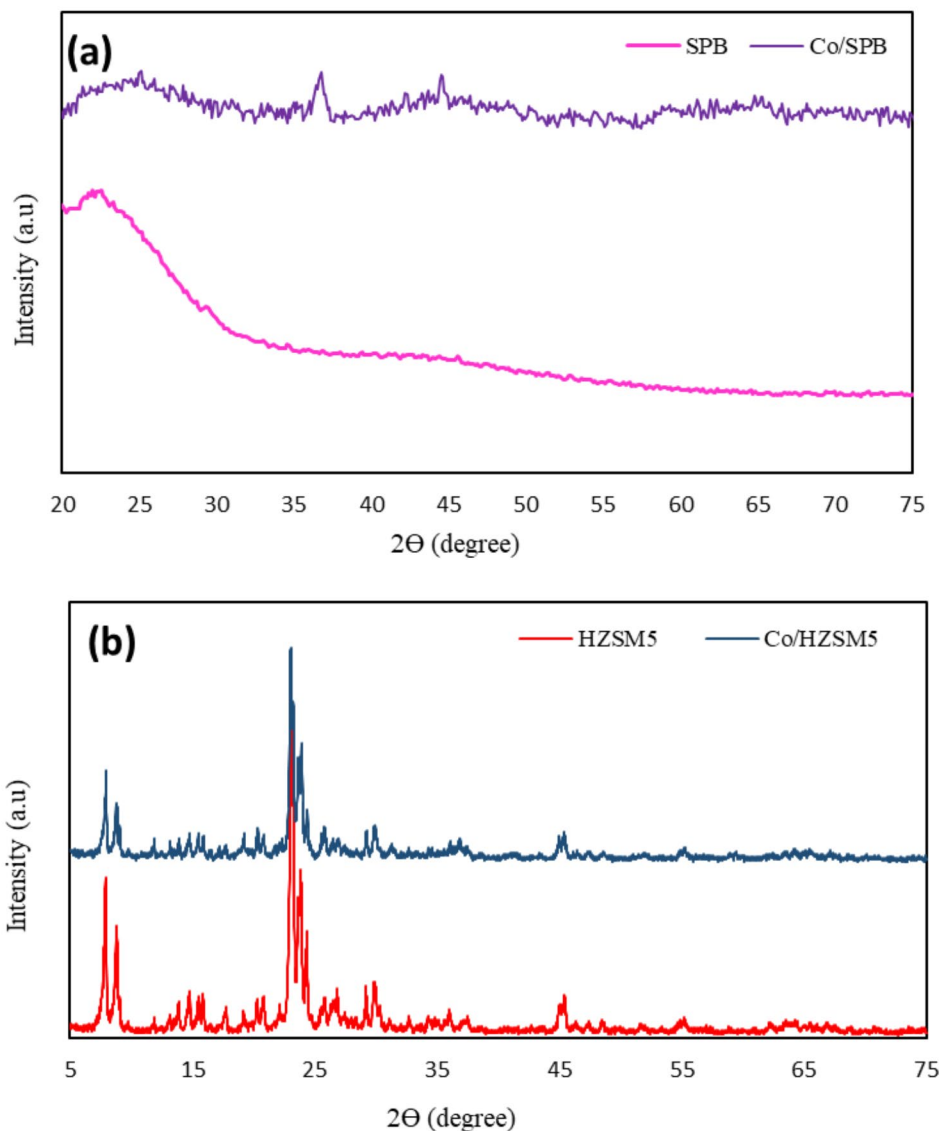 (a)
SPB Co/SPB
Intensity (a.u)
20 25 30 35 40 45 50 55 60 65 70 75
2Θ (degree)
(b)
HZSM5 Co/HZSM5
Intensity (a.u)
5 15 25 35 45 55 65 75
2Θ (degree)